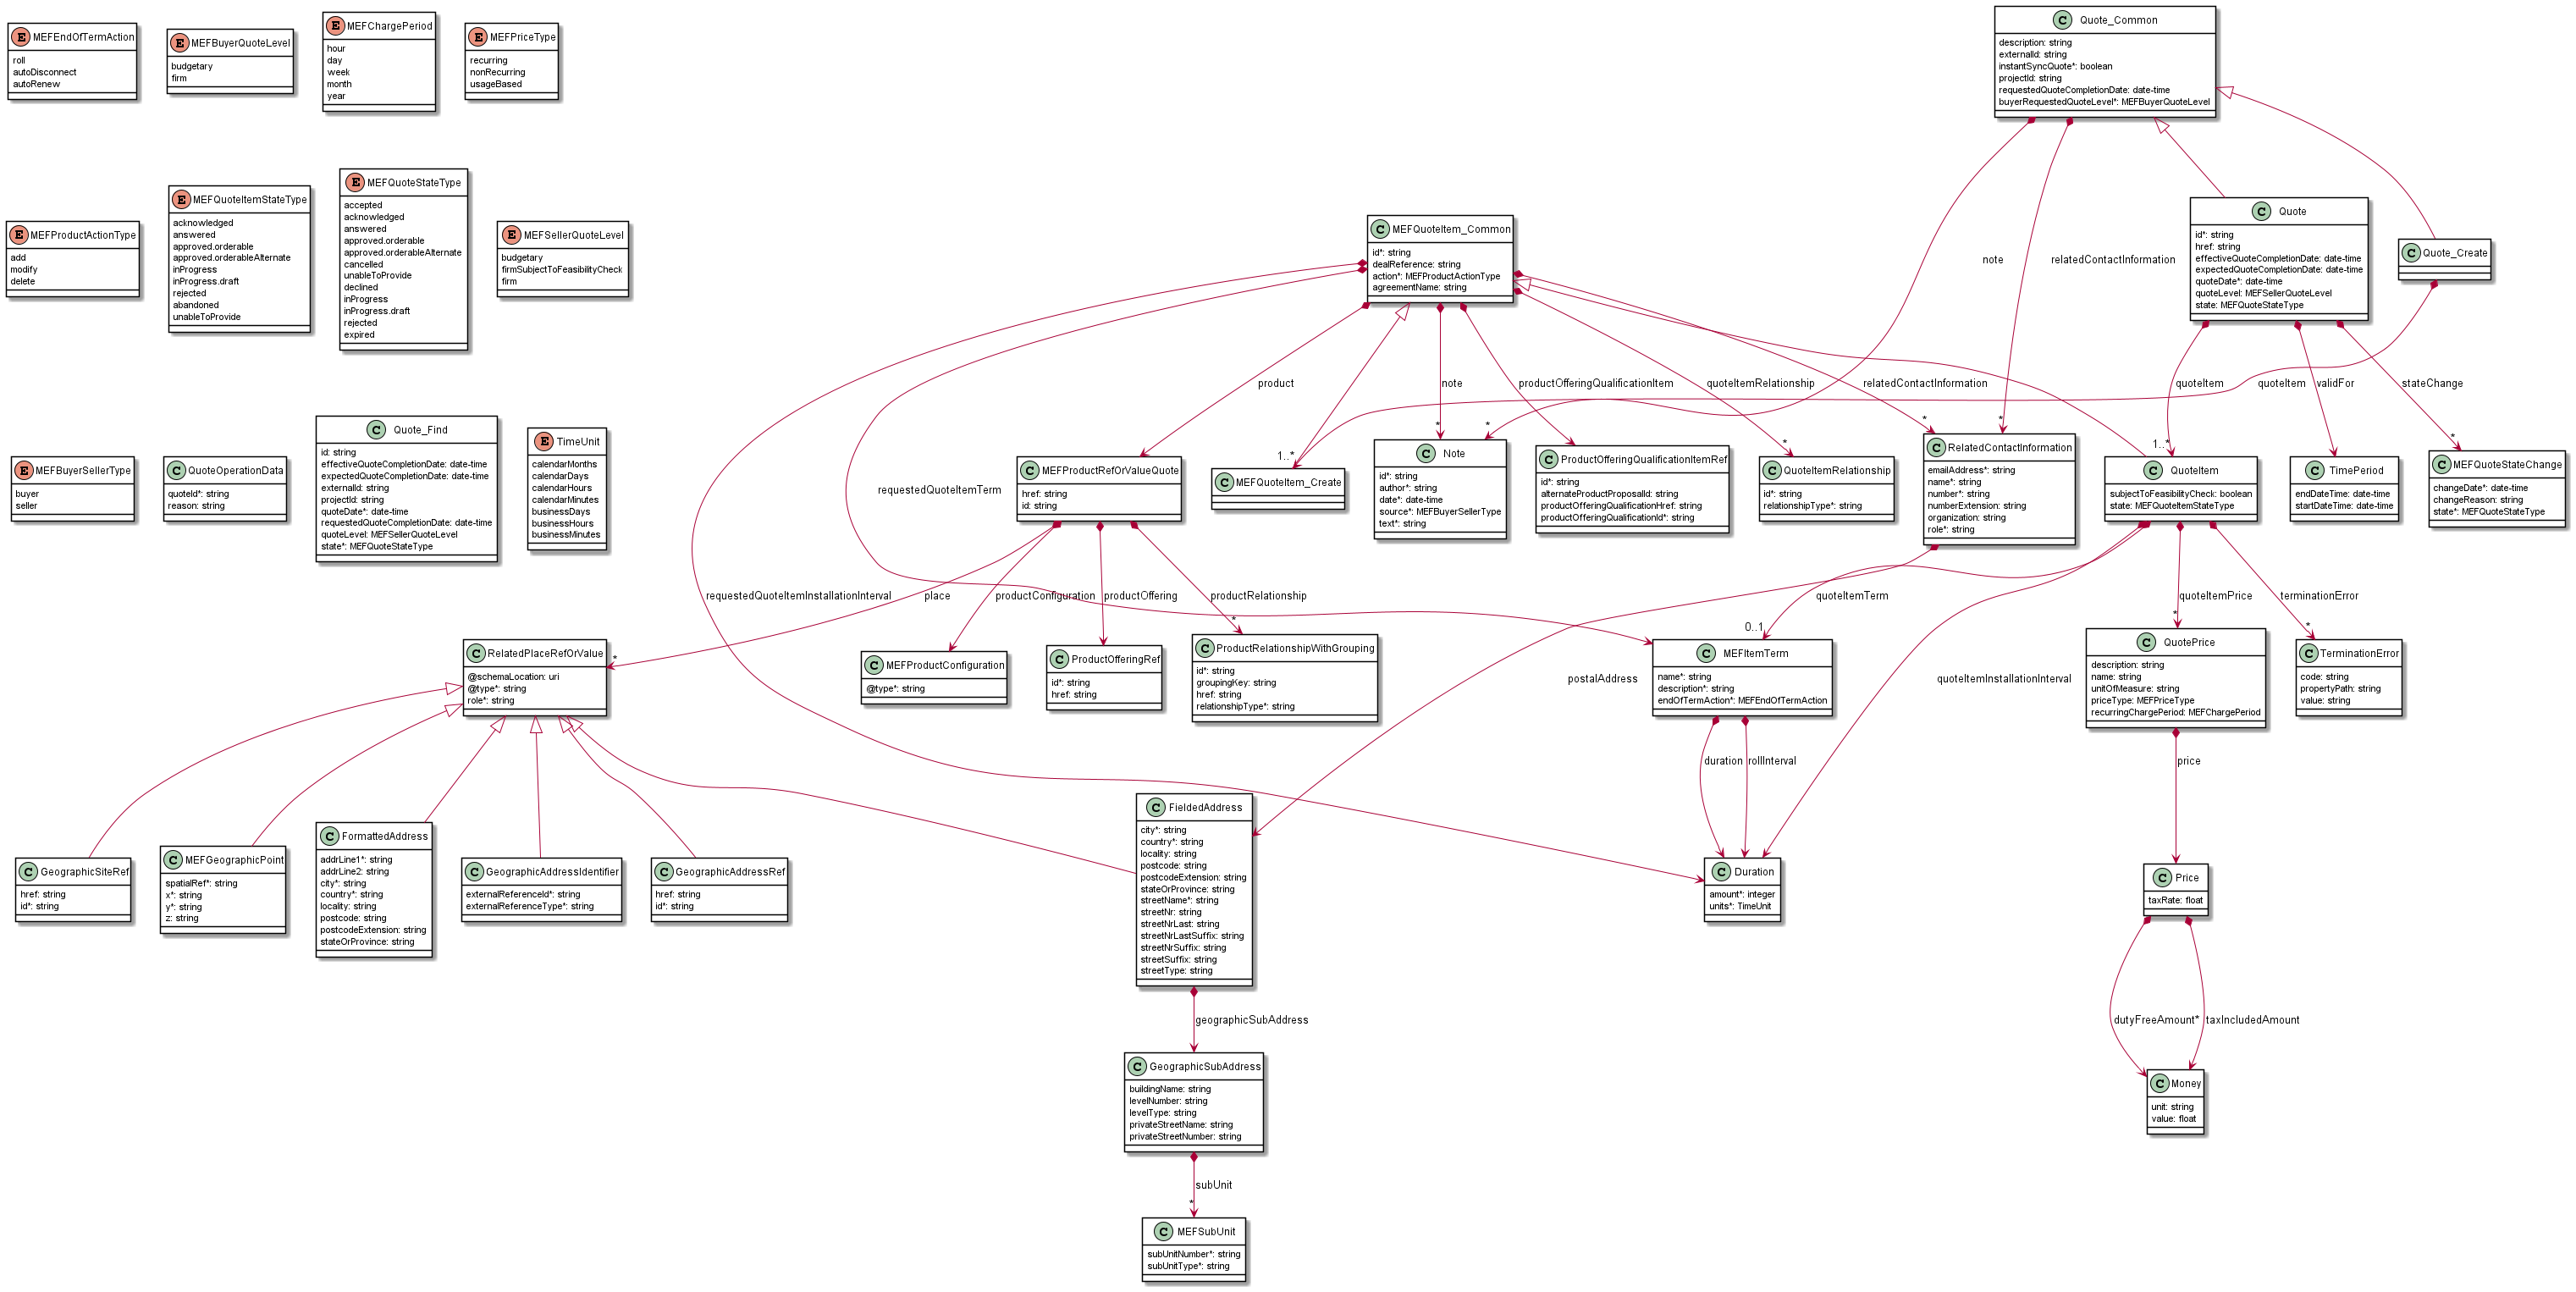 E MEFEndOfTermAction
roll
autoDisconnect
autoRenew
E MEFBuyerQuoteLevel
budgetary
firm
E MEFChargePeriod
hour
day
week
month
year
E MEFPriceType
recurring
nonRecurring
usageBased
C Quote_Common
description: string
externalId: string
instantSyncQuote*: boolean
projectId: string
requestedQuoteCompletionDate: date-time
buyerRequestedQuoteLevel*: MEFBuyerQuoteLevel
E MEFProductActionType
add
modify
delete
E MEFQuoteItemStateType
acknowledged
answered
approved.orderable
approved.orderableAlternate
inProgress
inProgress.draft
rejected
abandoned
unableToProvide
E MEFQuoteStateType
accepted
acknowledged
answered
approved.orderable
approved.orderableAlternate
cancelled
unableToProvide
declined
inProgress
inProgress.draft
rejected
expired
E MEFSellerQuoteLevel
budgetary
firmSubjectToFeasibilityCheck
firm
C MEFQuoteItem_Common
id*: string
dealReference: string
action*: MEFProductActionType
agreementName: string
note
relatedContactInformation
C Quote
id*: string
href: string
effectiveQuoteCompletionDate: date-time
expectedQuoteCompletionDate: date-time
quoteDate*: date-time
quoteLevel: MEFSellerQuoteLevel
state: MEFQuoteStateType
C Quote_Create
product
note
productOfferingQualificationItem
quoteItemRelationship
relatedContactInformation
quoteItem
quoteItem
validFor
stateChange
1..*
*
*
*
*
*
1..*
*
E MEFBuyerSellerType
buyer
seller
C QuoteOperationData
quoteId*: string
reason: string
C Quote_Find
id: string
effectiveQuoteCompletionDate: date-time
expectedQuoteCompletionDate: date-time
externalId: string
projectId: string
quoteDate*: date-time
requestedQuoteCompletionDate: date-time
quoteLevel: MEFSellerQuoteLevel
state*: MEFQuoteStateType
E TimeUnit
calendarMonths
calendarDays
calendarHours
calendarMinutes
businessDays
businessHours
businessMinutes
requestedQuoteItemTerm
C MEFProductRefOrValueQuote
href: string
id: string
C MEFQuoteItem_Create
C Note
id*: string
author*: string
date*: date-time
source*: MEFBuyerSellerType
text*: string
C ProductOfferingQualificationItemRef
id*: string
alternateProductProposalId: string
productOfferingQualificationHref: string
productOfferingQualificationId*: string
C QuoteItemRelationship
id*: string
relationshipType*: string
C RelatedContactInformation
emailAddress*: string
name*: string
number*: string
numberExtension: string
organization: string
role*: string
C QuoteItem
subjectToFeasibilityCheck: boolean
state: MEFQuoteItemStateType
C TimePeriod
endDateTime: date-time
startDateTime: date-time
C MEFQuoteStateChange
changeDate*: date-time
changeReason: string
state*: MEFQuoteStateType
requestedQuoteItemInstallationInterval
place
productConfiguration
productOffering
productRelationship
quoteItemTerm
quoteItemPrice
terminationError
*
*
0..1
*
*
C RelatedPlaceRefOrValue
@schemaLocation: uri
@type*: string
role*: string
C MEFProductConfiguration
@type*: string
C ProductOfferingRef
id*: string
href: string
C ProductRelationshipWithGrouping
id*: string
groupingKey: string
href: string
relationshipType*: string
postalAddress
C MEFItemTerm
name*: string
description*: string
endOfTermAction*: MEFEndOfTermAction
quoteItemInstallationInterval
C QuotePrice
description: string
name: string
unitOfMeasure: string
priceType: MEFPriceType
recurringChargePeriod: MEFChargePeriod
C TerminationError
code: string
propertyPath: string
value: string
duration
rollInterval
price
C GeographicSiteRef
href: string
id*: string
C MEFGeographicPoint
spatialRef*: string
x*: string
y*: string
z: string
C FormattedAddress
addrLine1*: string
addrLine2: string
city*: string
country*: string
locality: string
postcode: string
postcodeExtension: string
stateOrProvince: string
C GeographicAddressIdentifier
externalReferenceId*: string
externalReferenceType*: string
C GeographicAddressRef
href: string
id*: string
C FieldedAddress
city*: string
country*: string
locality: string
postcode: string
postcodeExtension: string
stateOrProvince: string
streetName*: string
streetNr: string
streetNrLast: string
streetNrLastSuffix: string
streetNrSuffix: string
streetSuffix: string
streetType: string
C Duration
amount*: integer
units*: TimeUnit
C Price
taxRate: float
geographicSubAddress
dutyFreeAmount*
taxIncludedAmount
C GeographicSubAddress
buildingName: string
levelNumber: string
levelType: string
privateStreetName: string
privateStreetNumber: string
C Money
unit: string
value: float
subUnit
*
C MEFSubUnit
subUnitNumber*: string
subUnitType*: string